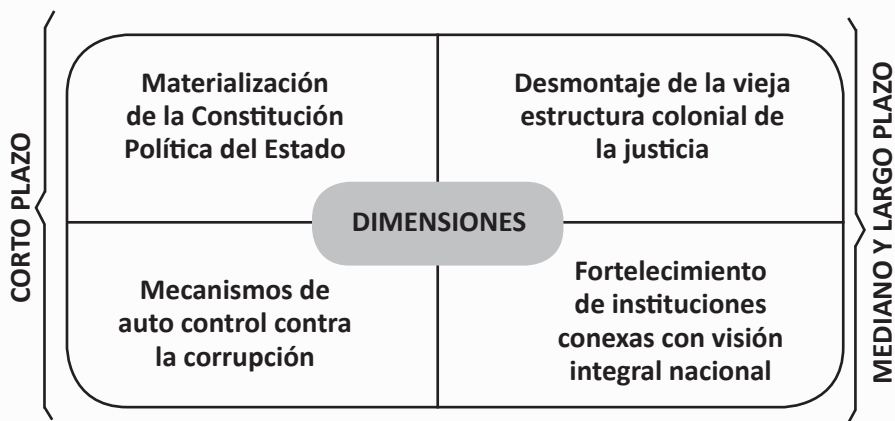 CORTO PLAZO
Materialización
de la Constitución
Política del Estado
Desmontaje de la vieja
estructura colonial de
la justicia
DIMENSIONES
Mecanismos de
auto control contra
la corrupción
Fortelecimiento
de instituciones
conexas con visión
integral nacional
MEDIANO Y LARGO PLAZO